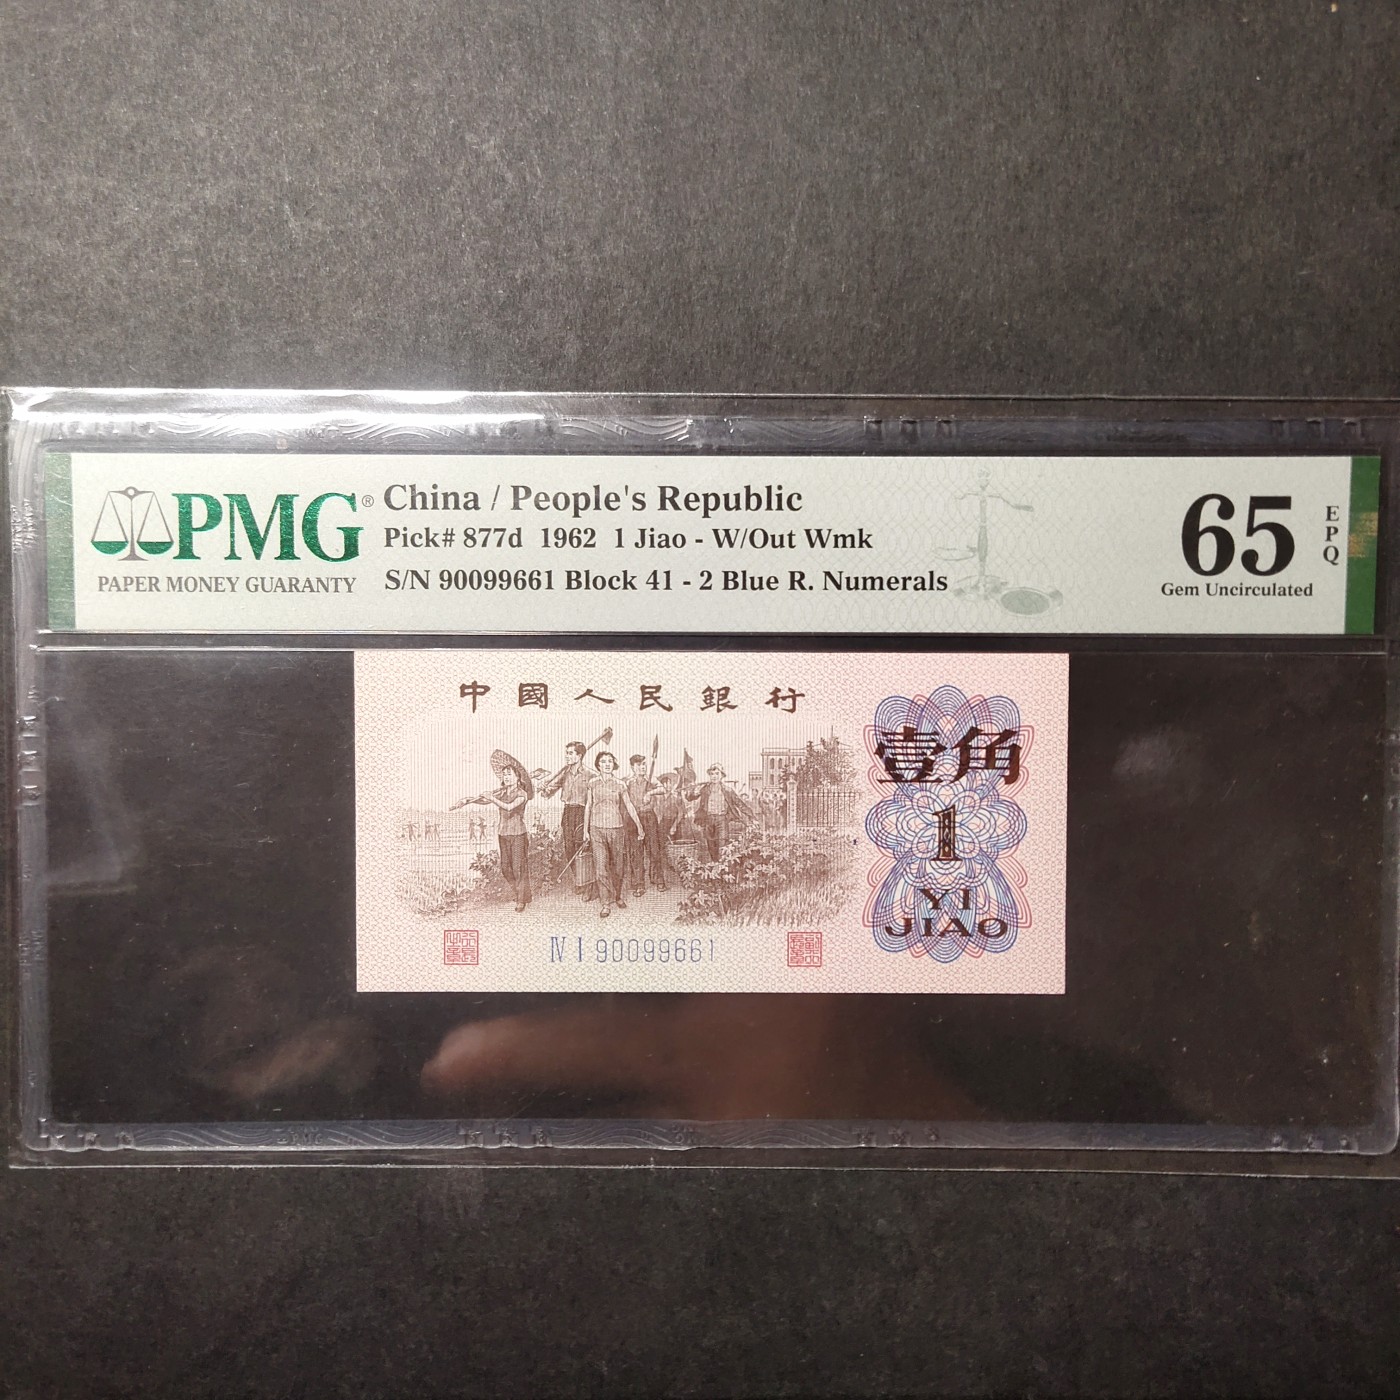 PMG®
PAPER MONEY GUARANTY
China / People's Republic
Pick# 877d 1962 1 Jiao - W/Out Wmk
S/N 90099661 Block 41 - 2 Blue R. Numerals
65
EPQ
Gem Uncirculated
中國人民銀行
壹角
1
YI
JIAO
IV I 90099661